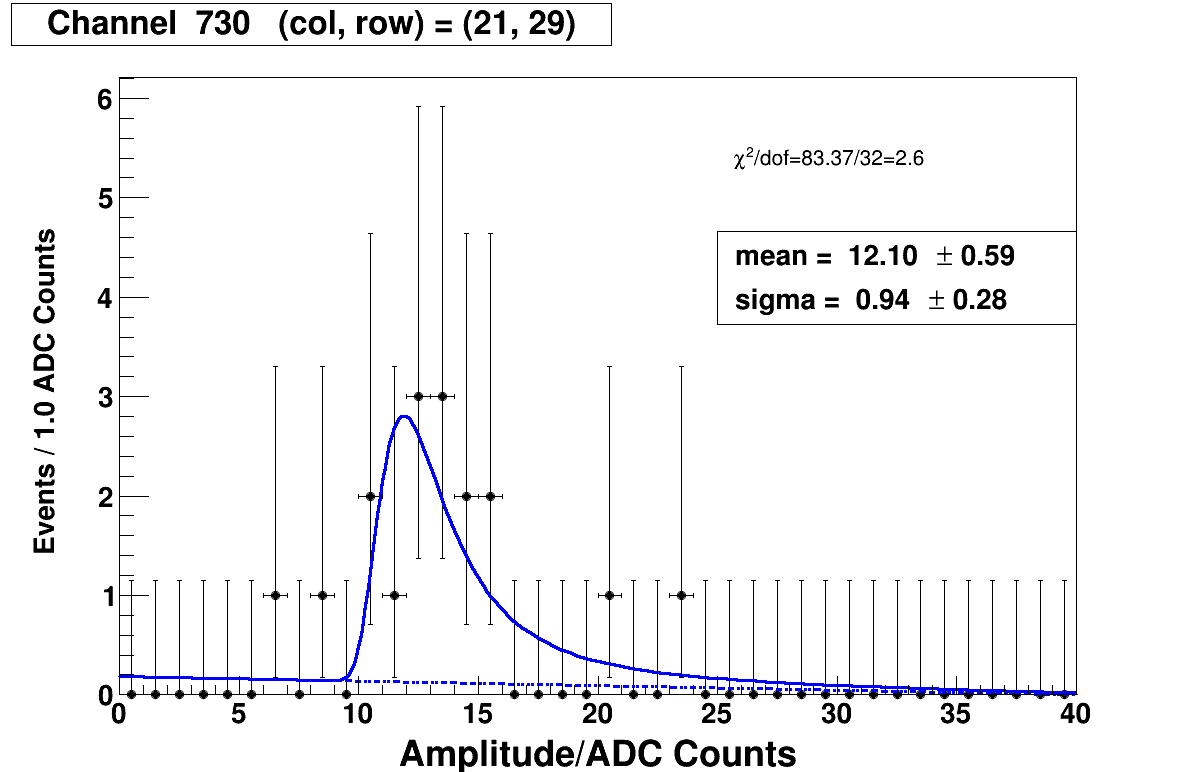 Channel 730 (col, row) = (21, 29)
6
5
4
3
2
1
0
Events / 1.0 ADC Counts
χ²/dof=83.37/32=2.6
mean = 12.10 ± 0.59
sigma = 0.94 ± 0.28
0 5 10 15 20 25 30 35 40
Amplitude/ADC Counts